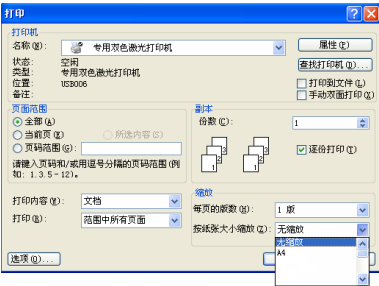 打印
打印机
名称(N): 专用双色激光打印机 属性(P)
状态: 空闲 查找打印机(D)...
类型: 专用双色激光打印机
位置: USB006 打印到文件(L)
备注: 手动双面打印(X)
页面范围
全部(A)
当前页(E) 所选内容(S)
页码范围(G):
请键入页码和/或用逗号分隔的页码范围(例
如: 1.3.5-12)。
副本
份数(C): 1
逐份打印(T)
打印内容(W): 文档
打印(R): 范围中所有页面
缩放
每页的版数(H): 1 版
按纸张大小缩放(Z): 无缩放
无缩放
A4
选项(O)...